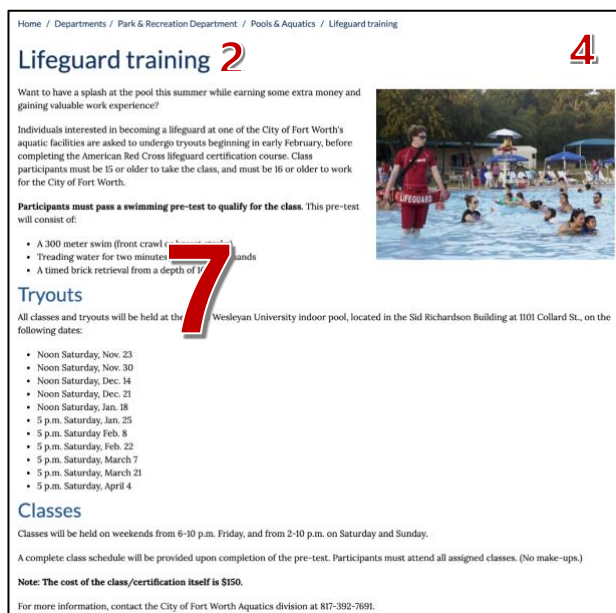 Home / Departments / Park & Recreation Department / Pools & Aquatics / Lifeguard training
Lifeguard training 2
4
Want to have a splash at the pool this summer while earning some extra money and
gaining valuable work experience?
Individuals interested in becoming a lifeguard at one of the City of Fort Worth's
aquatic facilities are asked to undergo tryouts beginning in early February, before
completing the American Red Cross lifeguard certification course. Class
participants must be 15 or older to take the class, and must be 16 or older to work
for the City of Fort Worth.
LIFEGUARD
Participants must pass a swimming pre-test to qualify for the class. This pre-test
will consist of:
• A 300 meter swim (front crawl
• Treading water for two minutes
• A timed brick retrieval from a depth of
7
Tryouts
All classes and tryouts will be held at the Wesleyan University indoor pool, located in the Sid Richardson Building at 1101 Collard St., on the
following dates:
• Noon Saturday, Nov. 23
• Noon Saturday, Nov. 30
• Noon Saturday, Dec. 14
• Noon Saturday, Dec. 21
• Noon Saturday, Jan. 18
• 5 p.m. Saturday, Jan. 25
• 5 p.m. Saturday Feb. 8
• 5 p.m. Saturday, Feb. 22
• 5 p.m. Saturday, March 7
• 5 p.m. Saturday, March 21
• 5 p.m. Saturday, April 4
Classes
Classes will be held on weekends from 6-10 p.m. Friday, and from 2-10 p.m. on Saturday and Sunday.
A complete class schedule will be provided upon completion of the pre-test. Participants must attend all assigned classes. (No make-ups.)
Note: The cost of the class/certification itself is $150.
For more information, contact the City of Fort Worth Aquatics division at 817-392-7691.